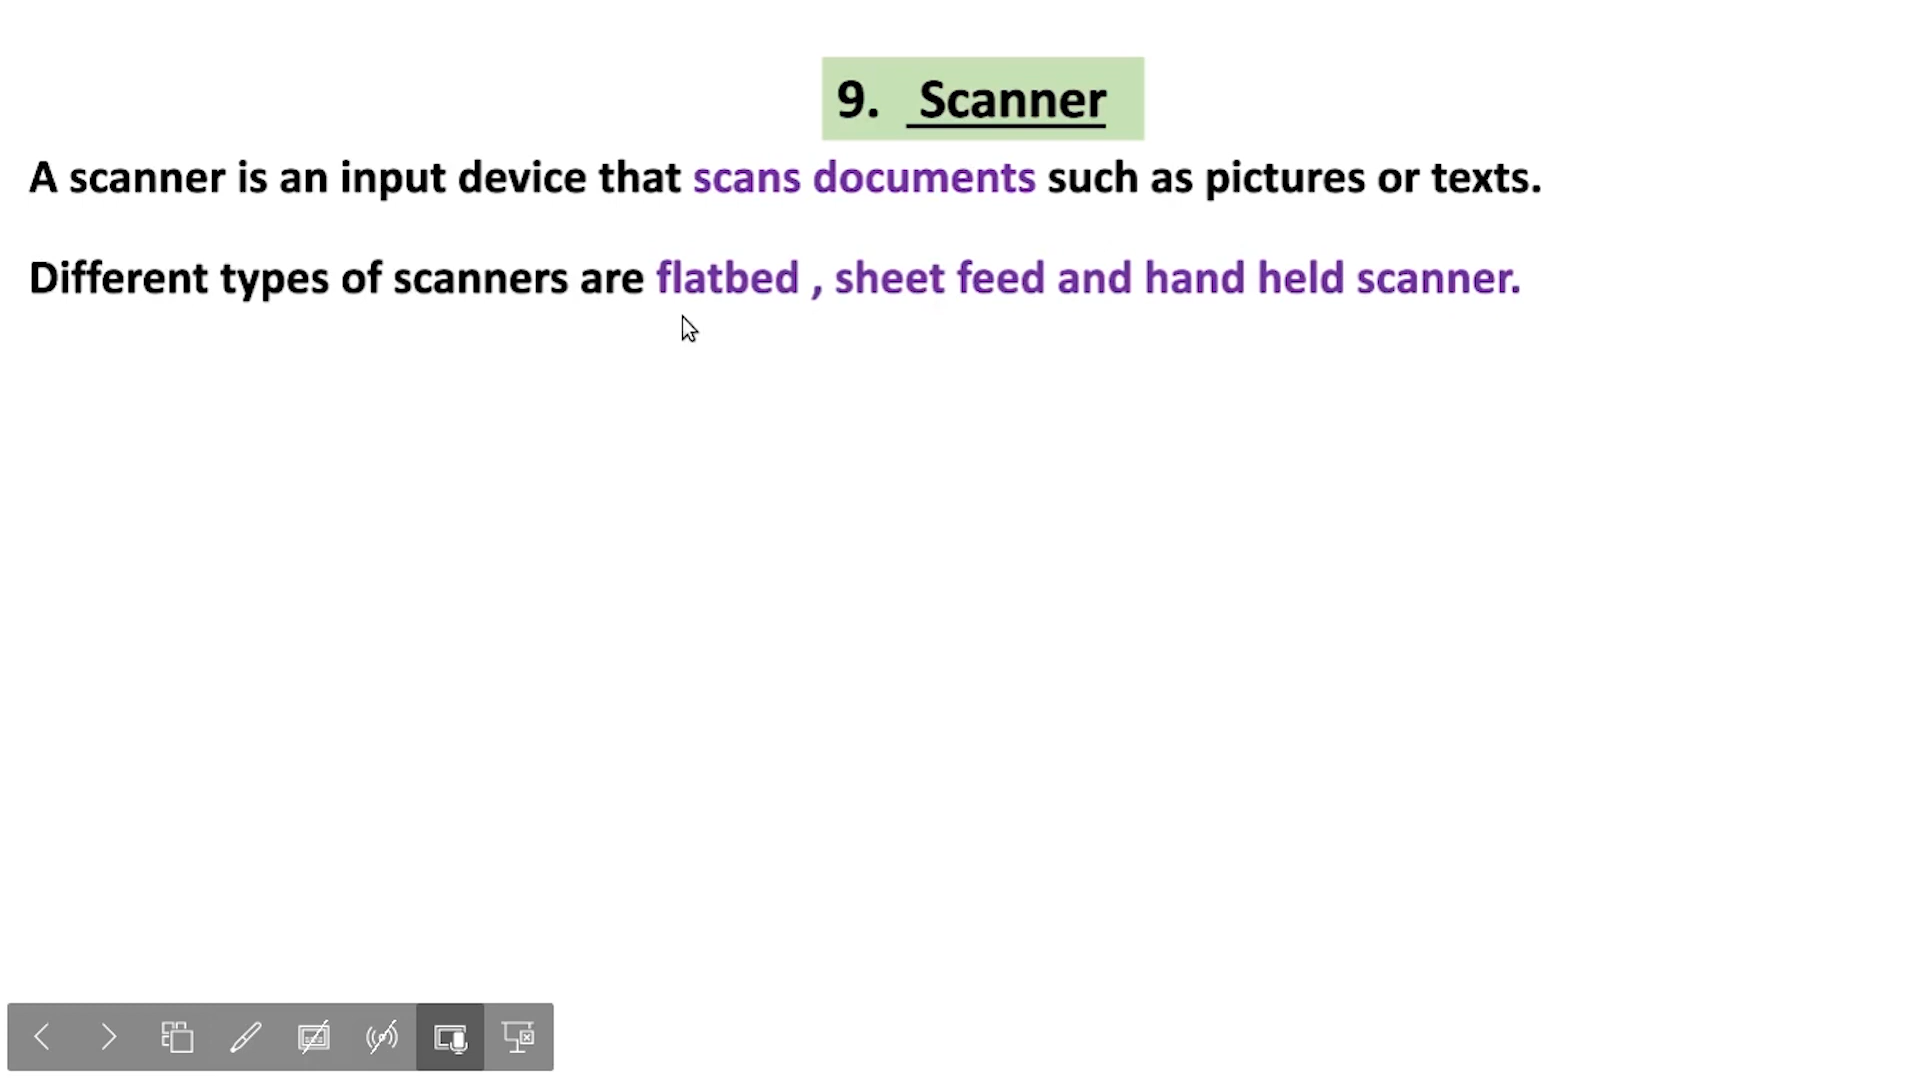 9. Scanner
A scanner is an input device that scans documents such as pictures or texts.
Different types of scanners are flatbed , sheet feed and hand held scanner.